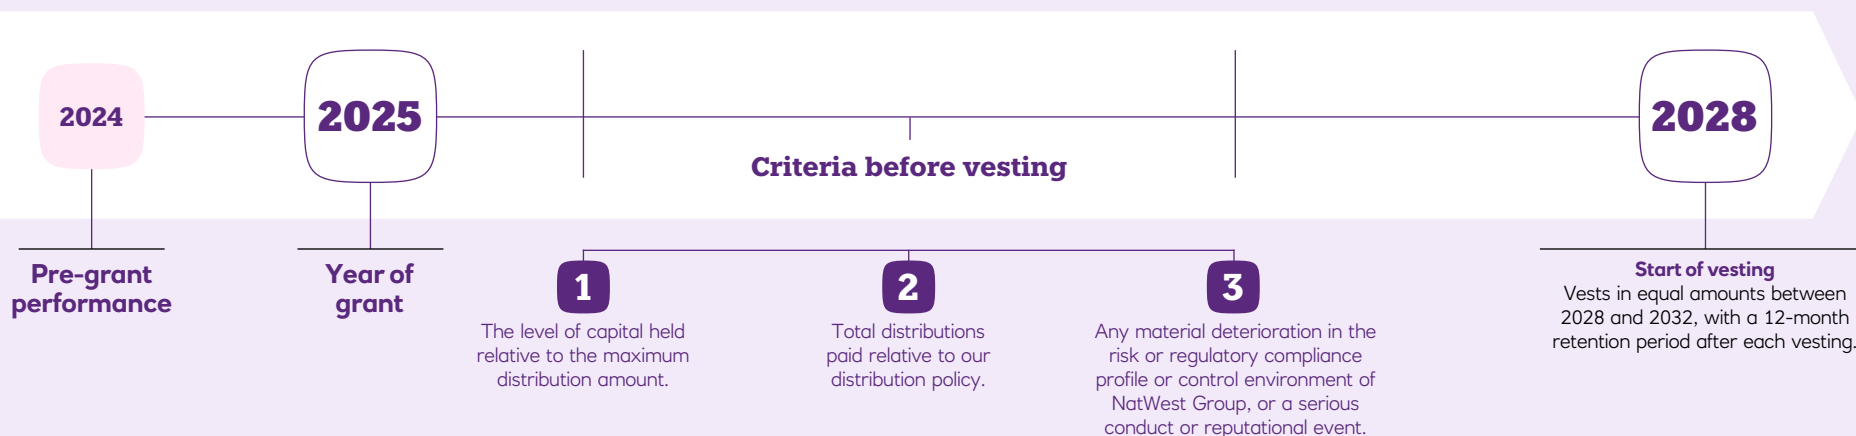 2024
2025
2028
Criteria before vesting
Pre-grant
performance
Year of
grant
1
The level of capital held
relative to the maximum
distribution amount.
2
Total distributions
paid relative to our
distribution policy.
3
Any material deterioration in the
risk or regulatory compliance
profile or control environment of
NatWest Group, or a serious
conduct or reputational event.
Start of vesting
Vests in equal amounts between
2028 and 2032, with a 12-month
retention period after each vesting.